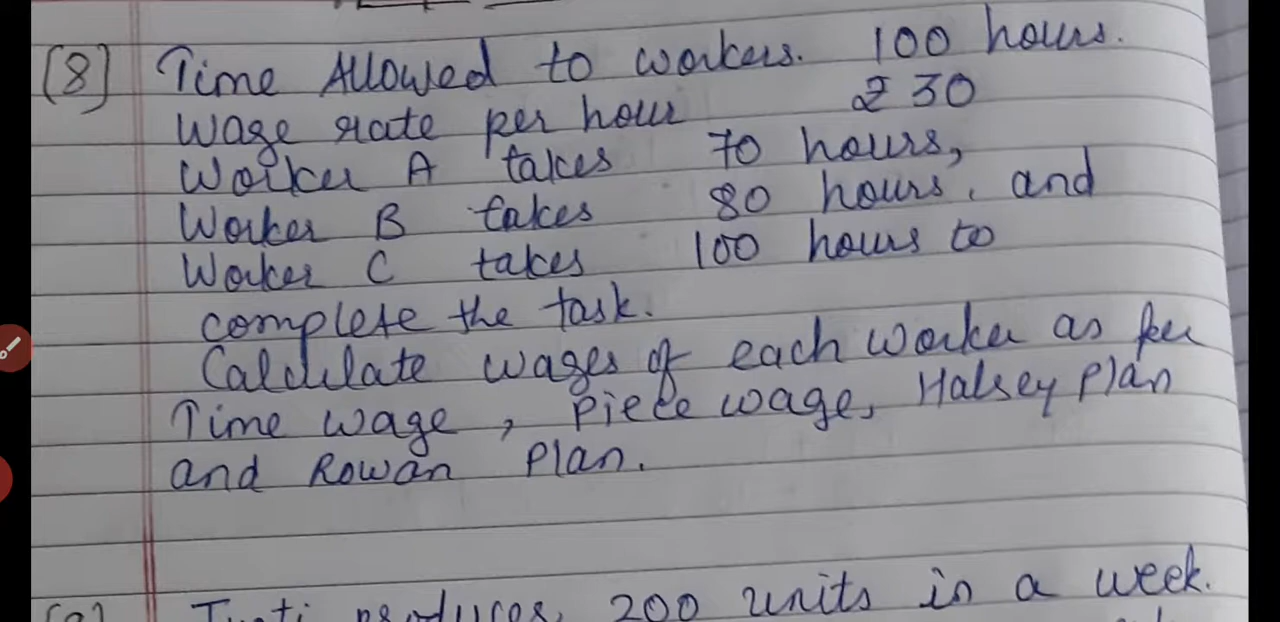 (8) Time Allowed to workers. 100 hours.
Wage rate per hour ₹ 30
Worker A takes 70 hours,
Worker B takes 80 hours, and
Worker C takes 100 hours to
complete the task.
Calculate wages of each worker as per
Time wage, Piece wage, Halsey Plan
and Rowan Plan.
produces 200 units in a week.